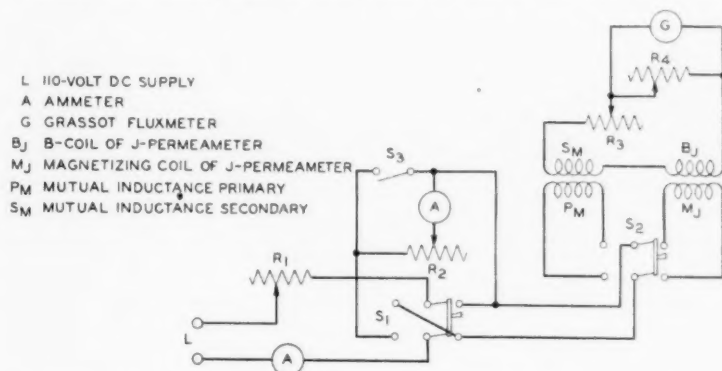 L 110-VOLT DC SUPPLY
A AMMETER
G GRASSOT FLUXMETER
BJ B-COIL OF J-PERMEAMETER
MJ MAGNETIZING COIL OF J-PERMEAMETER
PM MUTUAL INDUCTANCE PRIMARY
SM MUTUAL INDUCTANCE SECONDARY
G
R4
R3
SM
BJ
PM
MJ
S3
A
R2
S2
R1
S1
L
A